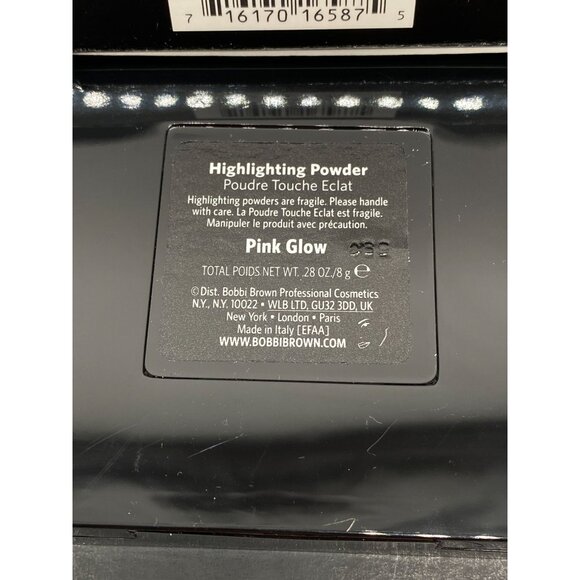 7 16170 16587 5
Highlighting Powder
Poudre Touche Eclat
Highlighting powders are fragile. Please handle
with care. La Poudre Touche Eclat est fragile.
Manipuler le produit avec précaution.
Pink Glow
TOTAL POIDS NET WT. .28 OZ./8 g ℮
© Dist. Bobbi Brown Professional Cosmetics
N.Y., N.Y. 10022 • WLB LTD, GU32 3DD, UK
New York • London • Paris
Made in Italy [EFAA]
WWW.BOBBIBROWN.COM